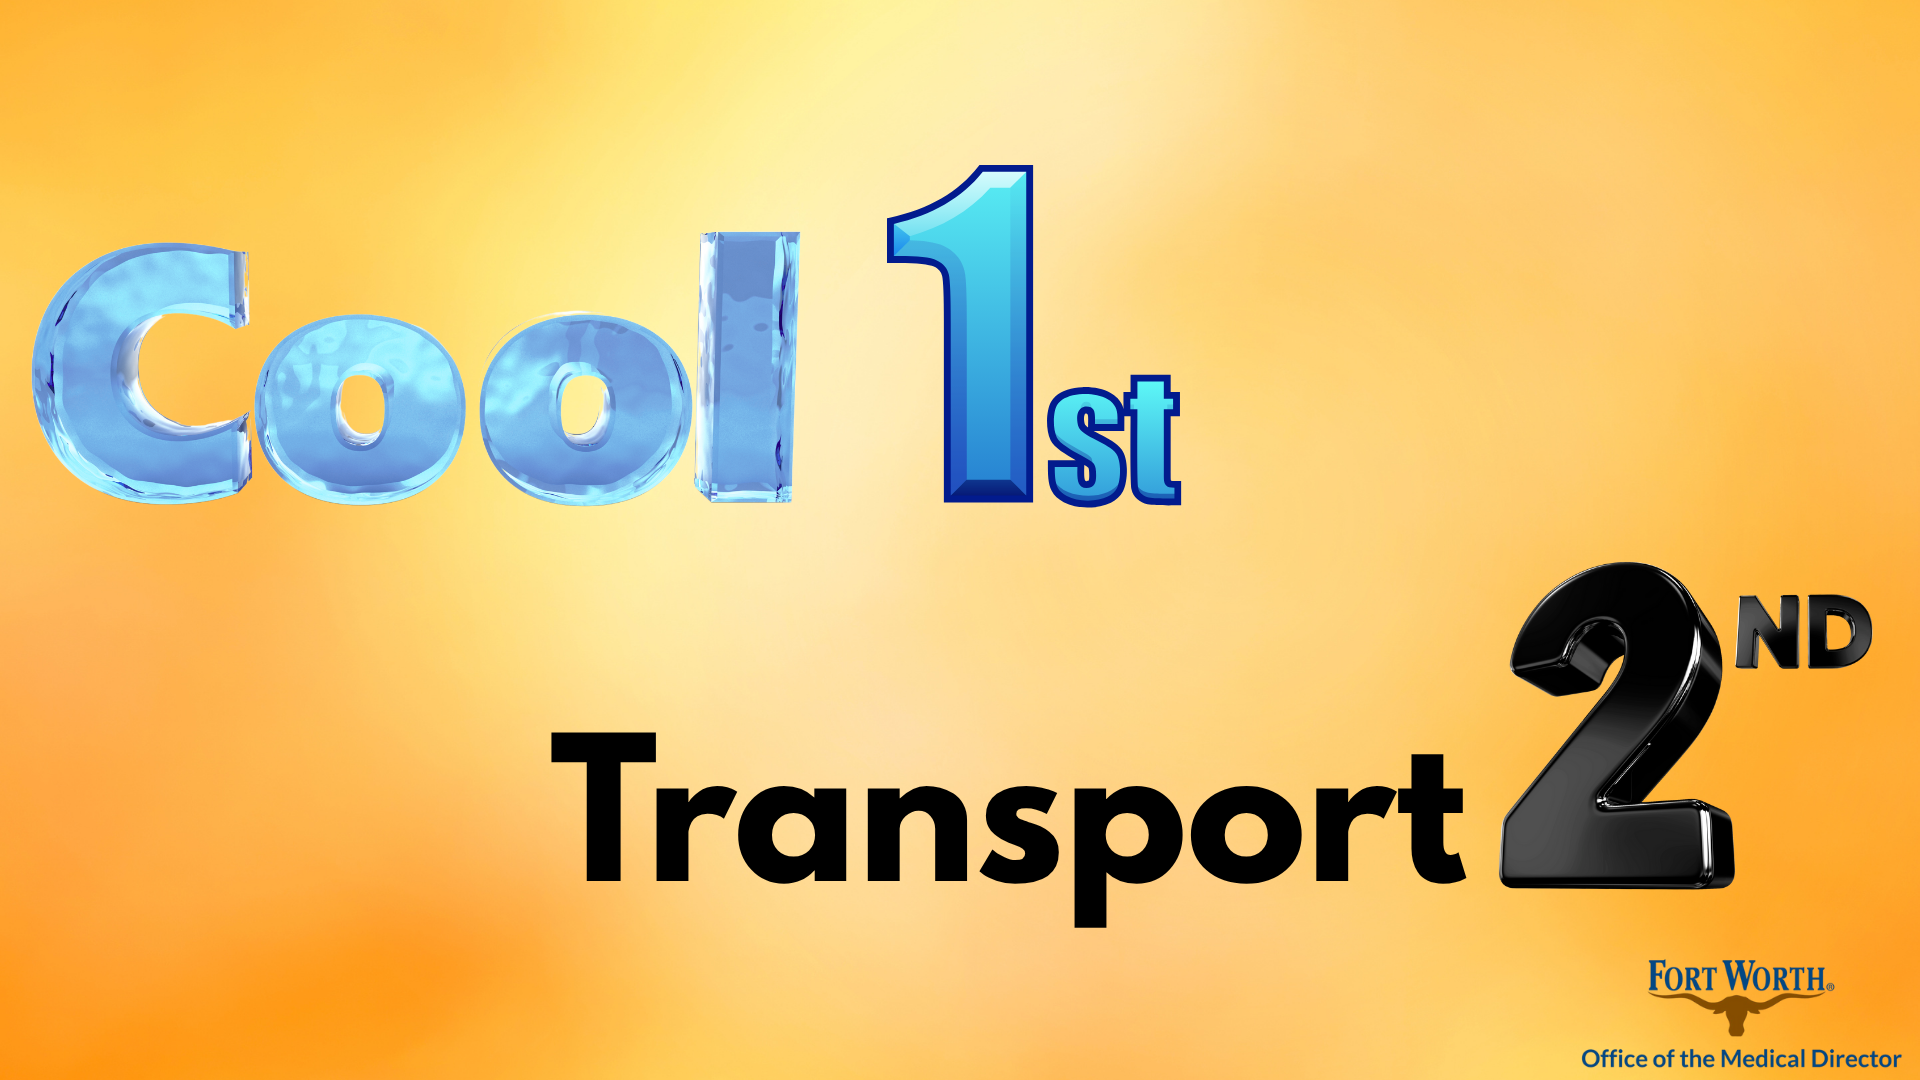 Cool 1st
Transport 2ND
FORT WORTH®
Office of the Medical Director